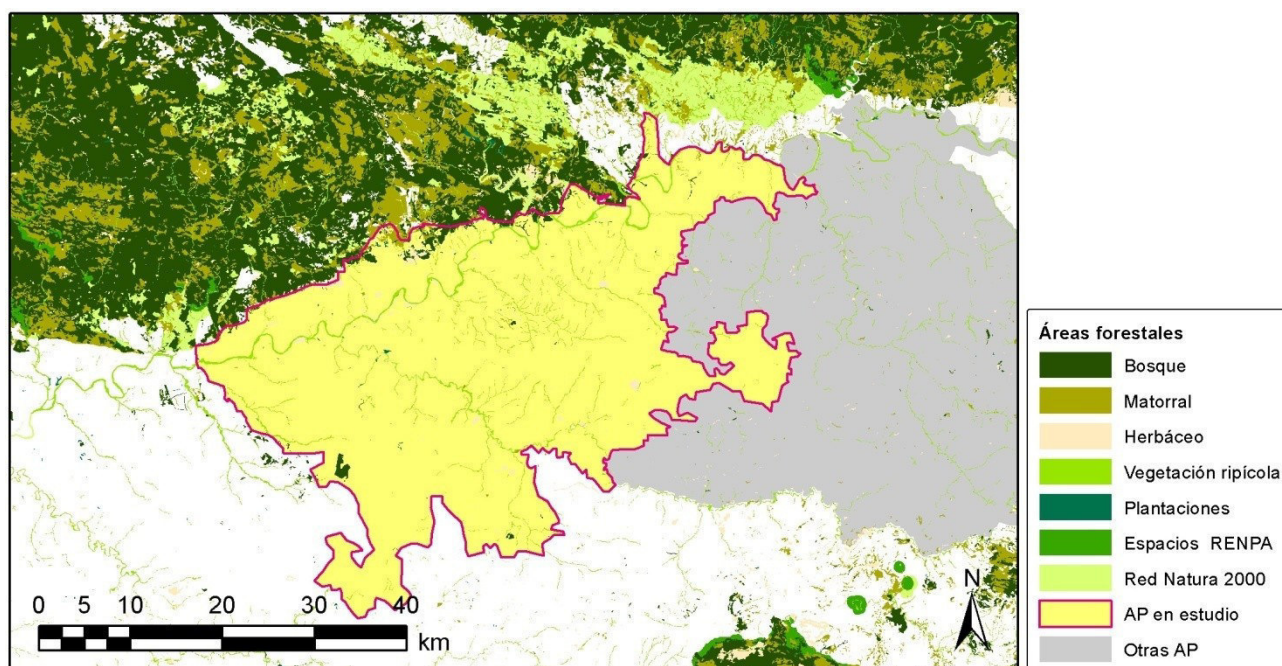 0 5 10 20 30 40
km
N
Áreas forestales
Bosque
Matorral
Herbáceo
Vegetación ripícola
Plantaciones
Espacios RENPA
Red Natura 2000
AP en estudio
Otras AP